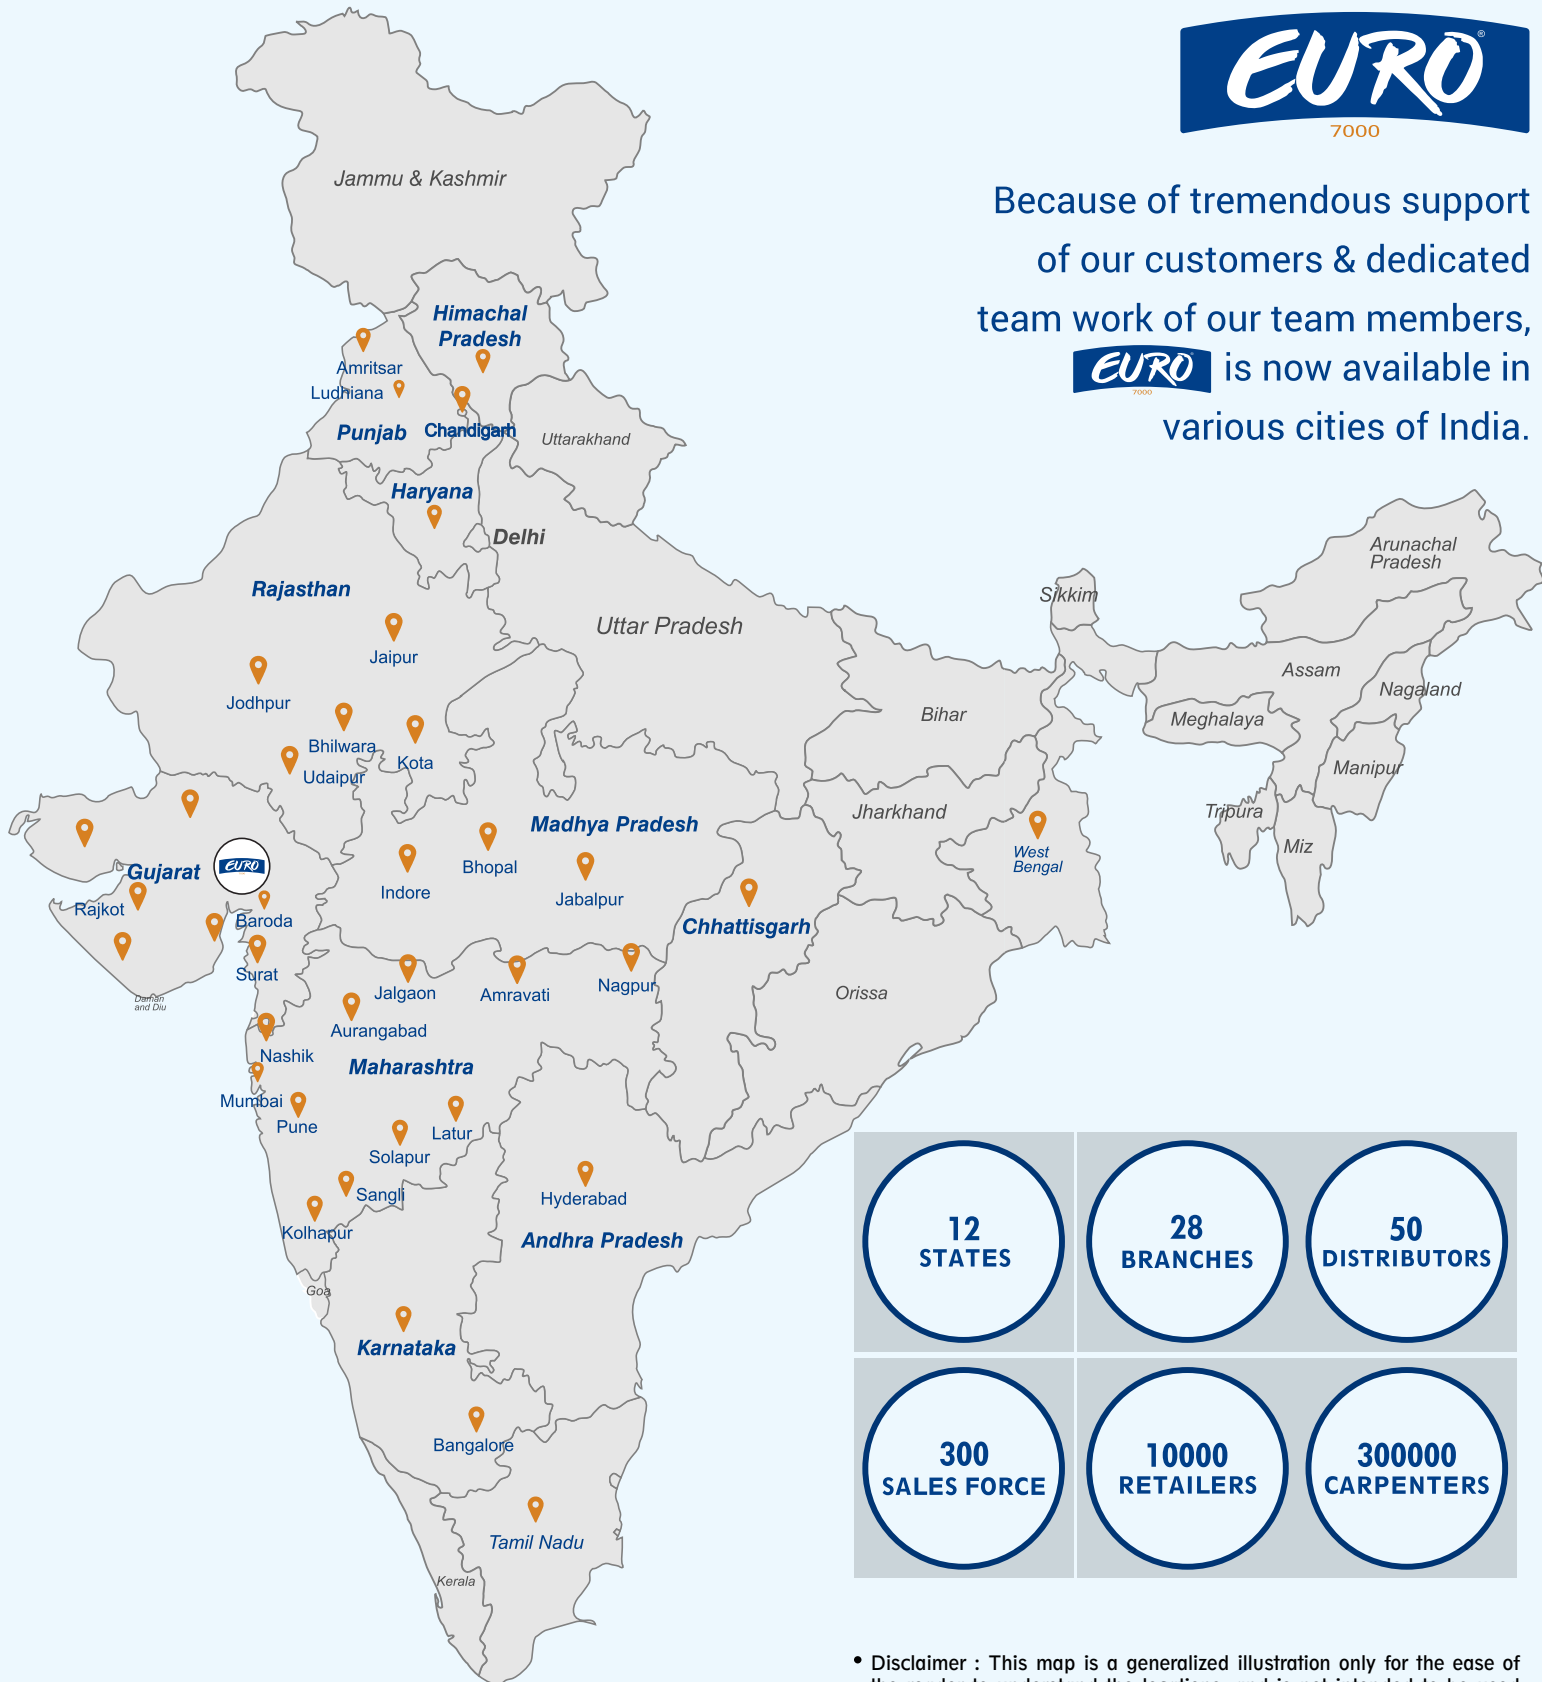 EURO ®
7000
Because of tremendous support
of our customers & dedicated
team work of our team members,
EURO 7000 is now available in
various cities of India.
Jammu & Kashmir
Himachal
Pradesh
Amritsar
Ludhiana
Punjab
Chandigarh
Uttarakhand
Haryana
Delhi
Rajasthan
Uttar Pradesh
Jaipur
Jodhpur
Bhilwara
Kota
Udaipur
Sikkim
Arunachal
Pradesh
Assam
Nagaland
Meghalaya
Bihar
Manipur
Tripura
Miz
Jharkhand
West
Bengal
Madhya Pradesh
Bhopal
Indore
Jabalpur
Chhattisgarh
Gujarat
EURO
Rajkot
Baroda
Surat
Daman
and Diu
Jalgaon
Amravati
Nagpur
Orissa
Aurangabad
Nashik
Maharashtra
Mumbai
Pune
Latur
Solapur
Sangli
Kolhapur
Hyderabad
Andhra Pradesh
Goa
Karnataka
Bangalore
Tamil Nadu
Kerala
12
STATES
28
BRANCHES
50
DISTRIBUTORS
300
SALES FORCE
10000
RETAILERS
300000
CARPENTERS
• Disclaimer : This map is a generalized illustration only for the ease of